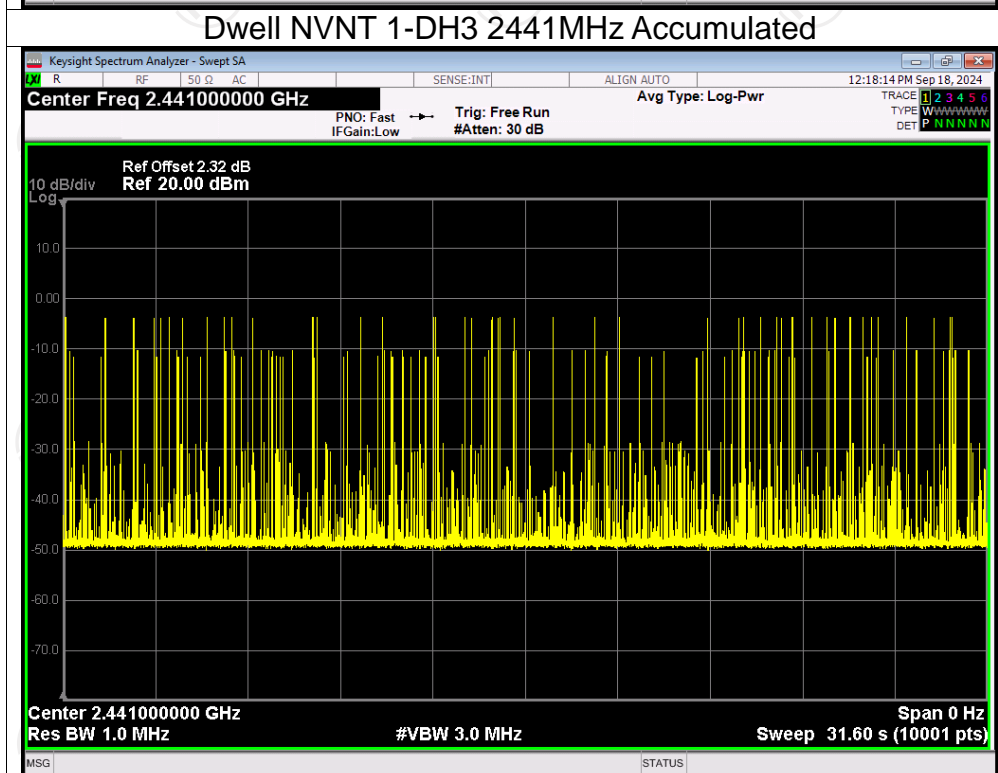 Dwell NVNT 1-DH3 2441MHz Accumulated
Keysight Spectrum Analyzer - Swept SA
LXI R RF 50 Ω AC SENSE:INT ALIGN AUTO 12:18:14 PM Sep 18, 2024
Center Freq 2.441000000 GHz Avg Type: Log-Pwr TRACE 1 2 3 4 5 6
PNO: Fast Trig: Free Run TYPE WWWWWW
IFGain:Low #Atten: 30 dB DET P N N N N N
Ref Offset 2.32 dB
10 dB/div Ref 20.00 dBm
Log
10.0
0.00
-10.0
-20.0
-30.0
-40.0
-50.0
-60.0
-70.0
Center 2.441000000 GHz Span 0 Hz
Res BW 1.0 MHz #VBW 3.0 MHz Sweep 31.60 s (10001 pts)
MSG STATUS